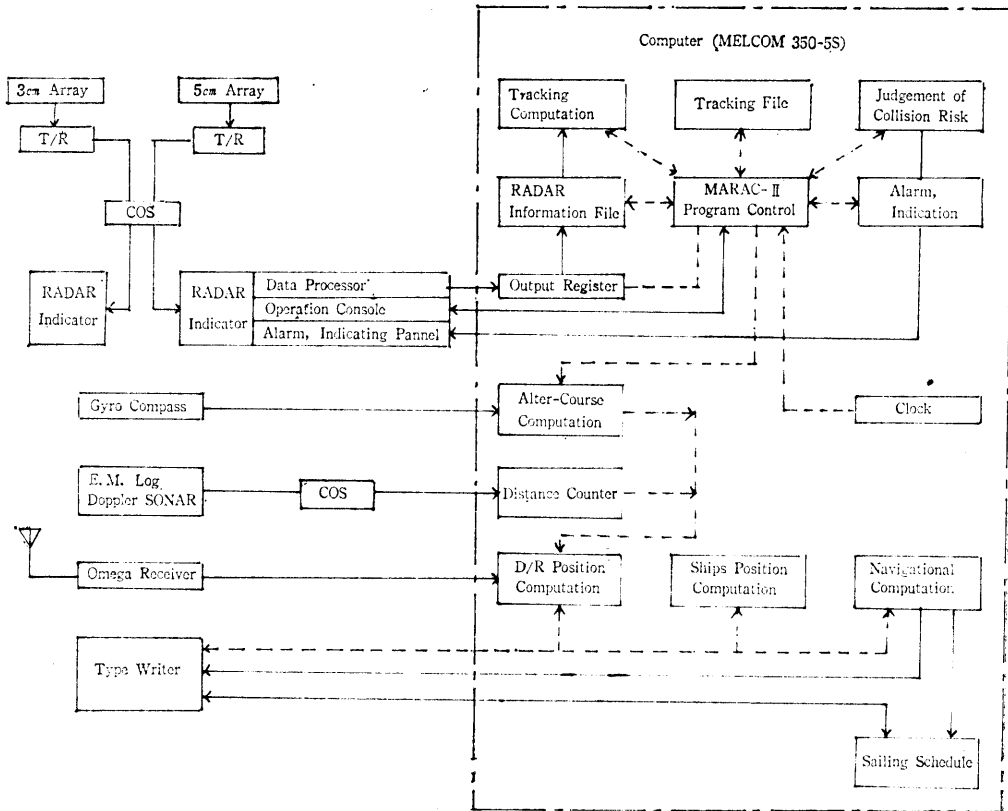 Computer (MELCOM 350-5S)
3cm Array
5cm Array
T/R
T/R
COS
Tracking
Computation
Tracking File
Judgement of
Collision Risk
RADAR
Information File
MARAC-II
Program Control
Alarm,
Indication
RADAR
Indicator
RADAR
Indicator
Data Processor
Operation Console
Alarm, Indicating Pannel
Output Register
Gyro Compass
Alter-Course
Computation
Clock
E.M. Log
Doppler SONAR
COS
Distance Counter
Omega Receiver
D/R Position
Computation
Ships Position
Computation
Navigational
Computation
Type Writer
Sailing Schedule